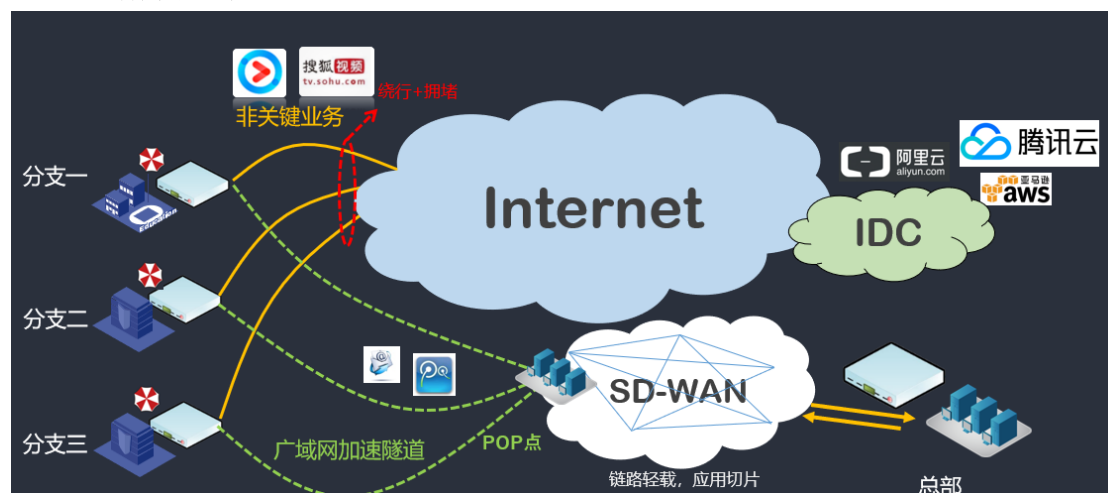 搜狐视频
tv.sohu.com
绕行+拥堵
非关键业务
阿里云
aliyun.com
腾讯云
亚马逊
aws
分支一
Education
Internet
IDC
分支二
SD-WAN
分支三
广域网加速隧道
POP点
链路轻载，应用切片
总部